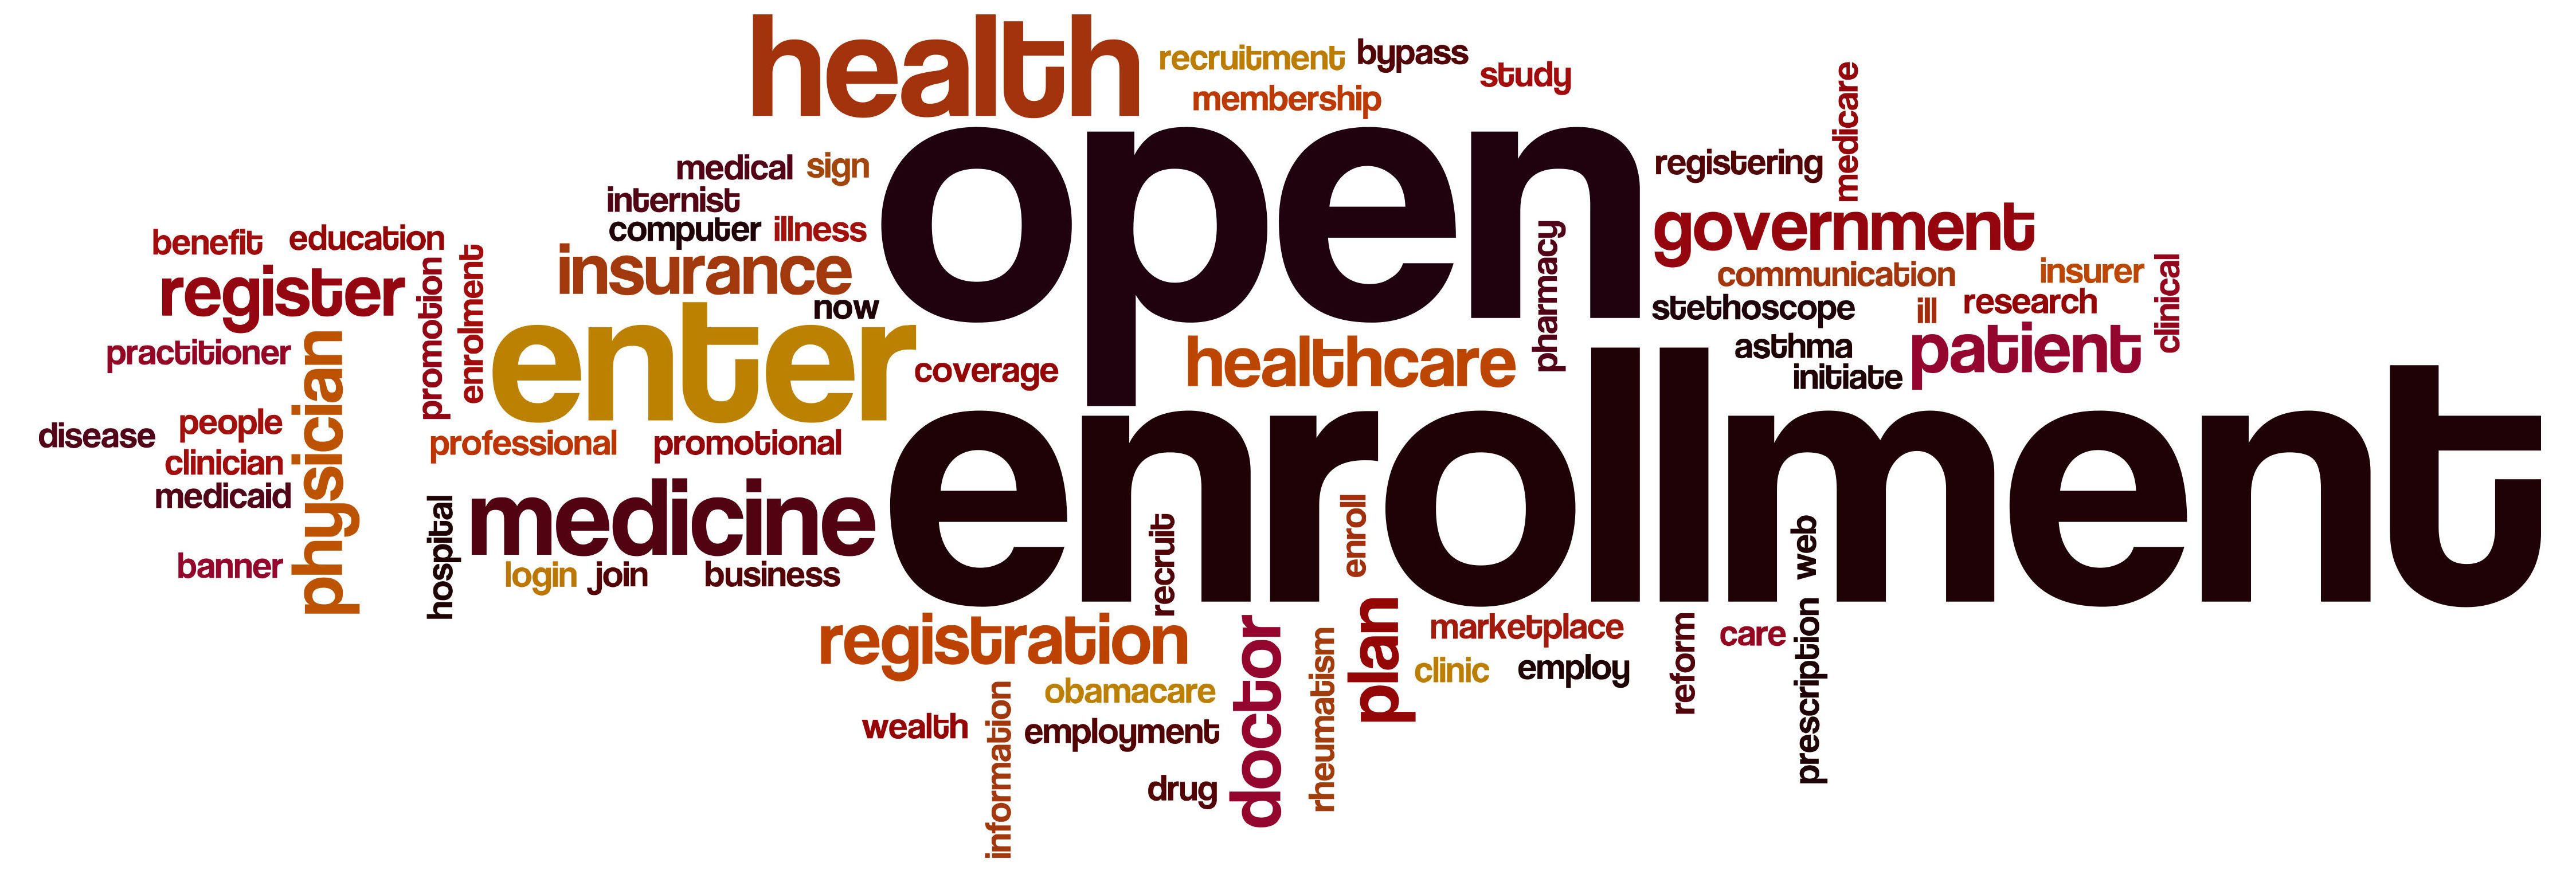 health
recruitment
bypass
study
membership
medicare
medical
sign
registering
internist
computer
illness
open
pharmacy
government
benefit
education
insurance
communication
insurer
clinical
register
promotion
enrolment
now
stethoscope
ill
research
enter
practitioner
physician
coverage
healthcare
asthma
patient
initiate
disease
people
professional
promotional
enrollment
clinician
medicaid
hospital
medicine
recruit
enroll
web
banner
login
join
business
registration
doctor
rheumatism
plan
marketplace
reform
care
prescription
clinic
employ
obamacare
information
wealth
employment
drug